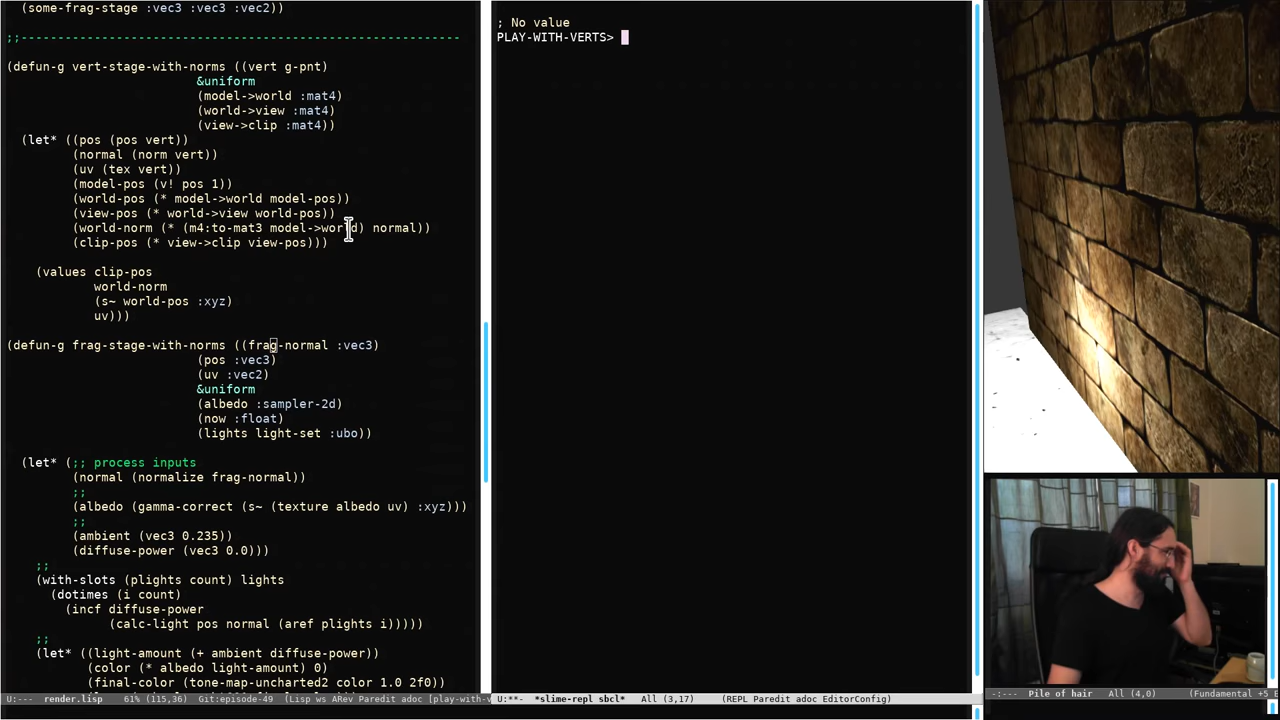 (some-frag-stage :vec3 :vec3 :vec2))
;;------------------------------------------------------------
(defun-g vert-stage-with-norms ((vert g-pnt)
&uniform
(model->world :mat4)
(world->view :mat4)
(view->clip :mat4))
(let* ((pos (pos vert))
(normal (norm vert))
(uv (tex vert))
(model-pos (v! pos 1))
(world-pos (* model->world model-pos))
(view-pos (* world->view world-pos))
(world-norm (* (m4:to-mat3 model->world) normal))
(clip-pos (* view->clip view-pos)))
(values clip-pos
world-norm
(s~ world-pos :xyz)
uv)))
(defun-g frag-stage-with-norms ((frag-normal :vec3)
(pos :vec3)
(uv :vec2)
&uniform
(albedo :sampler-2d)
(now :float)
(lights light-set :ubo))
(let* (;; process inputs
(normal (normalize frag-normal))
;;
(albedo (gamma-correct (s~ (texture albedo uv) :xyz)))
;;
(ambient (vec3 0.235))
(diffuse-power (vec3 0.0)))
;;
(with-slots (plights count) lights
(dotimes (i count)
(incf diffuse-power
(calc-light pos normal (aref plights i)))))
;;
(let* ((light-amount (+ ambient diffuse-power))
(color (* albedo light-amount) 0)
(final-color (tone-map-uncharted2 color 1.0 2f0))
U:--- render.lisp 61% (115,36) Git:episode-49 (Lisp ws ARev Paredit adoc [play-with-v
; No value
PLAY-WITH-VERTS>
U:**- *slime-repl sbcl* All (3,17) (REPL Paredit adoc EditorConfig)
-:--- Pile of hair All (4,0) (Fundamental +5 E